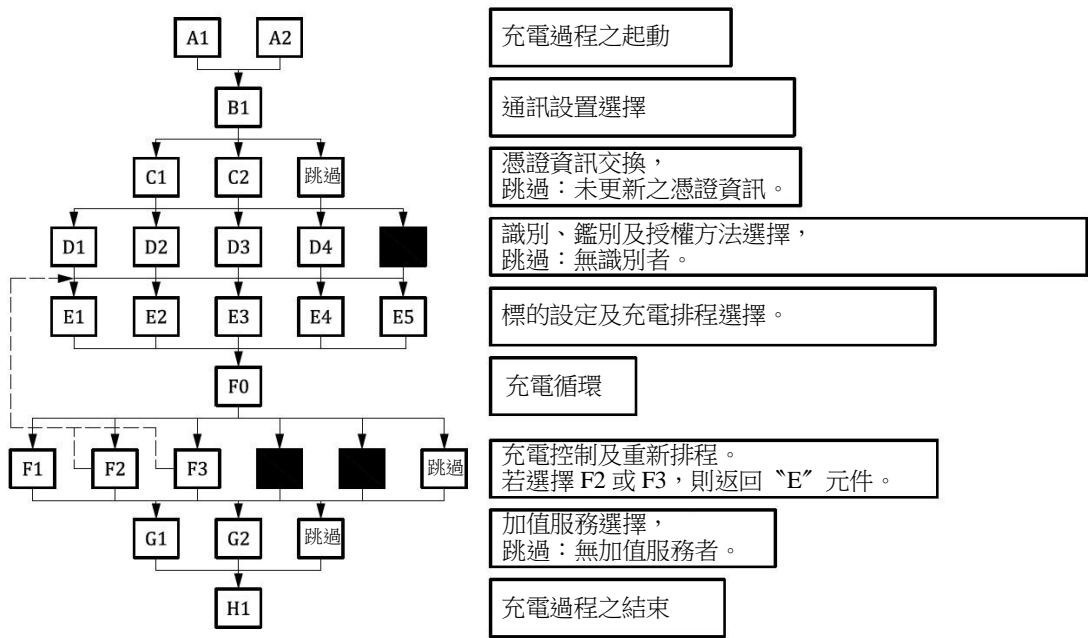 A1 A2
充電過程之起動
B1
通訊設置選擇
C1 C2 跳過
憑證資訊交換，
跳過：未更新之憑證資訊。
D1 D2 D3 D4
識別、鑑別及授權方法選擇，
跳過：無識別者。
E1 E2 E3 E4 E5
標的設定及充電排程選擇。
F0
充電循環
F1 F2 F3 跳過
充電控制及重新排程。
若選擇 F2 或 F3，則返回〝E〞元件。
G1 G2 跳過
加值服務選擇，
跳過：無加值服務者。
H1
充電過程之結束